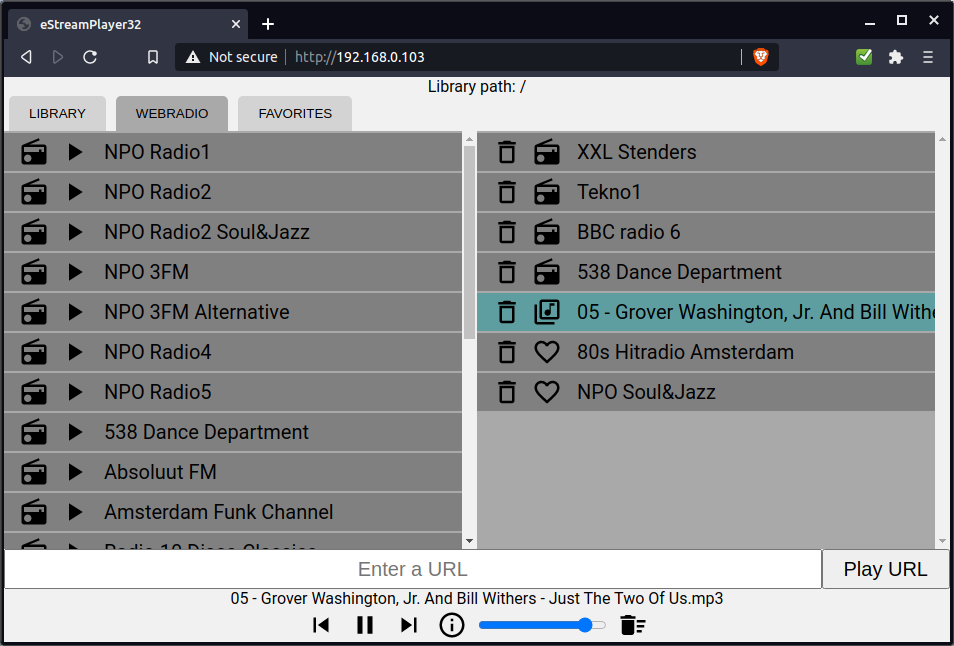 eStreamPlayer32
Not secure
http://192.168.0.103
Library path: /
LIBRARY
WEBRADIO
FAVORITES
NPO Radio1
NPO Radio2
NPO Radio2 Soul&Jazz
NPO 3FM
NPO 3FM Alternative
NPO Radio4
NPO Radio5
538 Dance Department
Absoluut FM
Amsterdam Funk Channel
Radio 10 Disco Classics
XXL Stenders
Tekno1
BBC radio 6
538 Dance Department
05 - Grover Washington, Jr. And Bill Withe
80s Hitradio Amsterdam
NPO Soul&Jazz
Enter a URL
Play URL
05 - Grover Washington, Jr. And Bill Withers - Just The Two Of Us.mp3